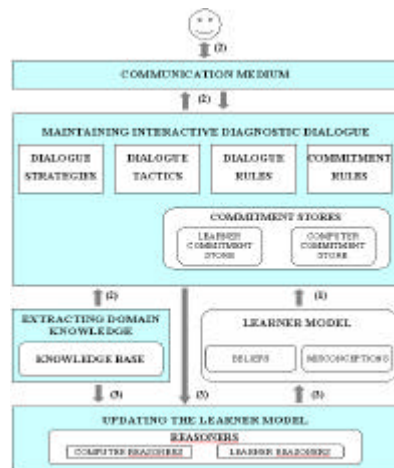 (2)
COMMUNICATION MEDIUM
(2)
MAINTAINING INTERACTIVE DIAGNOSTIC DIALOGUE
DIALOGUE
STRATEGIES
DIALOGUE
TACTICS
DIALOGUE
RULES
COMMITMENT
RULES
COMMITMENT STORES
LEARNER
COMMITMENT
STORE
COMPUTER
COMMITMENT
STORE
(2)
EXTRACTING DOMAIN
KNOWLEDGE
KNOWLEDGE BASE
LEARNER MODEL
BELIEFS
MISCONCEPTIONS
(3)
(3)
(3)
UPDATING THE LEARNER MODEL
REASONERS
COMPUTER REASONERS
LEARNER REASONERS